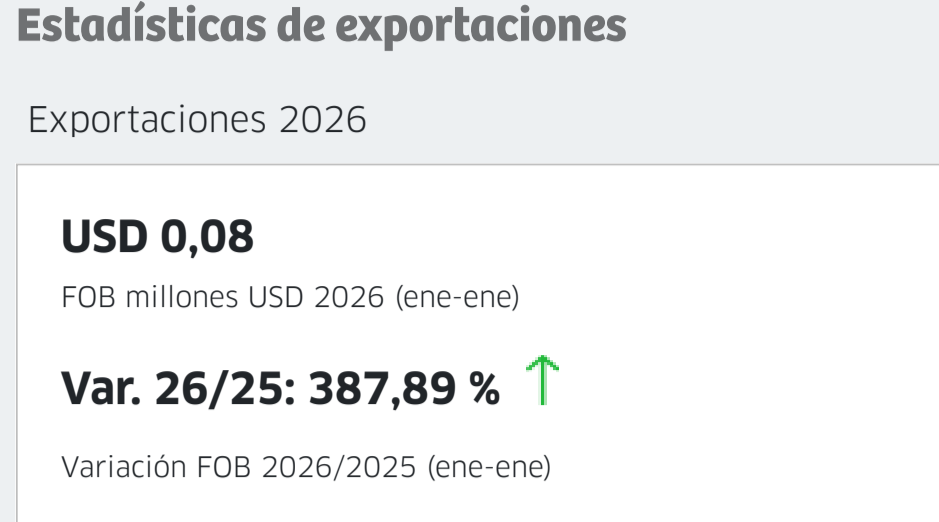 Estadísticas de exportaciones
Exportaciones 2026
USD 0,08
FOB millones USD 2026 (ene-ene)
Var. 26/25: 387,89 %
Variación FOB 2026/2025 (ene-ene)